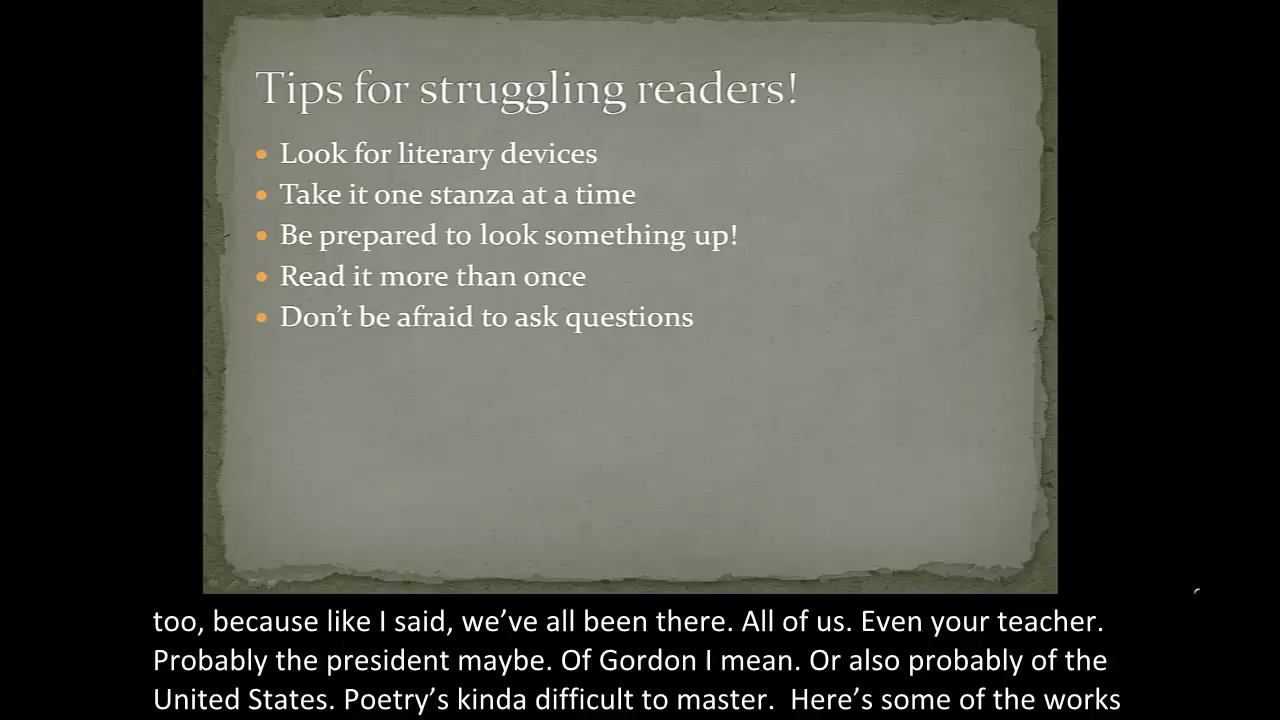 Tips for struggling readers!
• Look for literary devices
• Take it one stanza at a time
• Be prepared to look something up!
• Read it more than once
• Don’t be afraid to ask questions
too, because like I said, we’ve all been there. All of us. Even your teacher.
Probably the president maybe. Of Gordon I mean. Or also probably of the
United States. Poetry’s kinda difficult to master.  Here’s some of the works